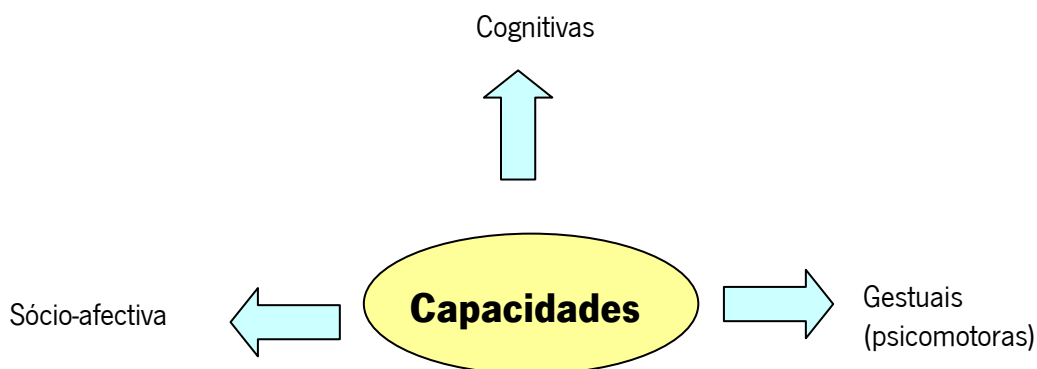 Cognitivas
Sócio-afectiva
Capacidades
Gestuais
(psicomotoras)